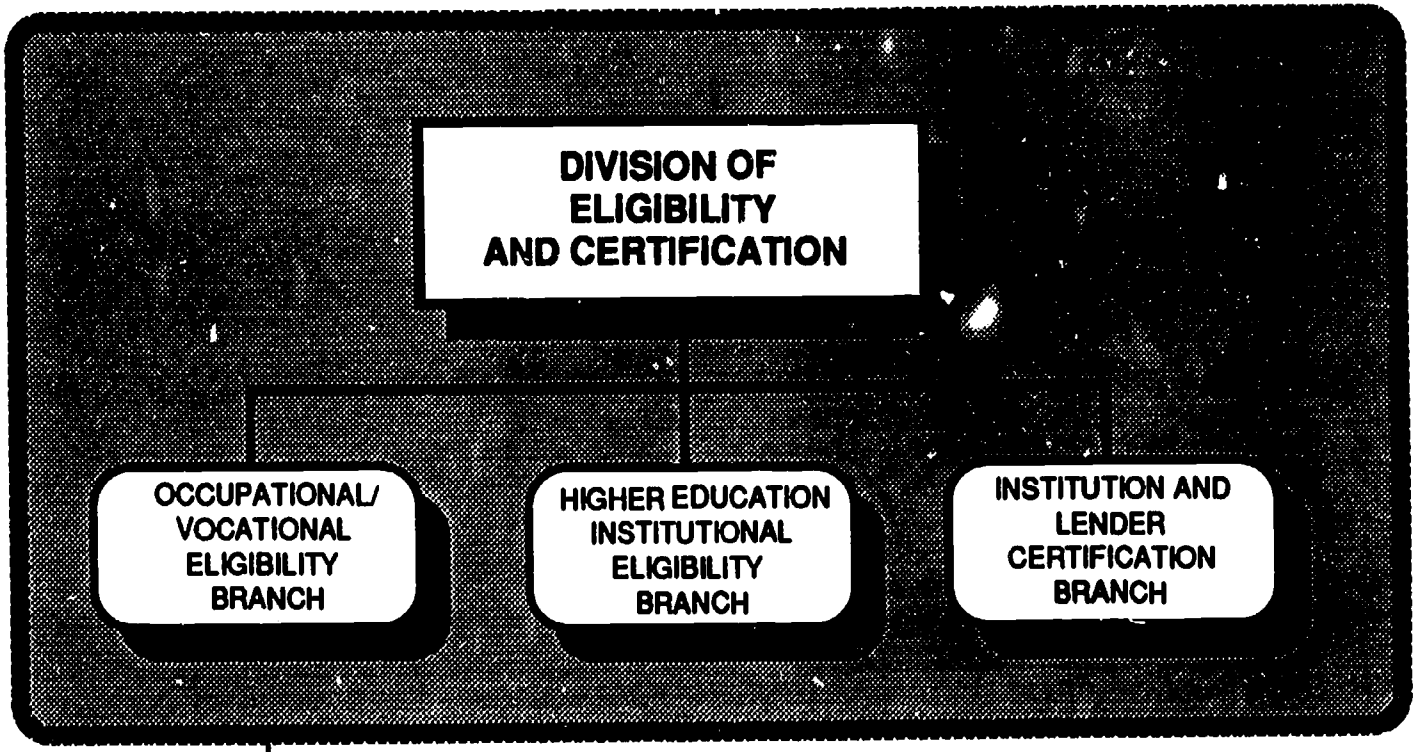 DIVISION OF
ELIGIBILITY
AND CERTIFICATION
OCCUPATIONAL/
VOCATIONAL
ELIGIBILITY
BRANCH
HIGHER EDUCATION
INSTITUTIONAL
ELIGIBILITY
BRANCH
INSTITUTION AND
LENDER
CERTIFICATION
BRANCH